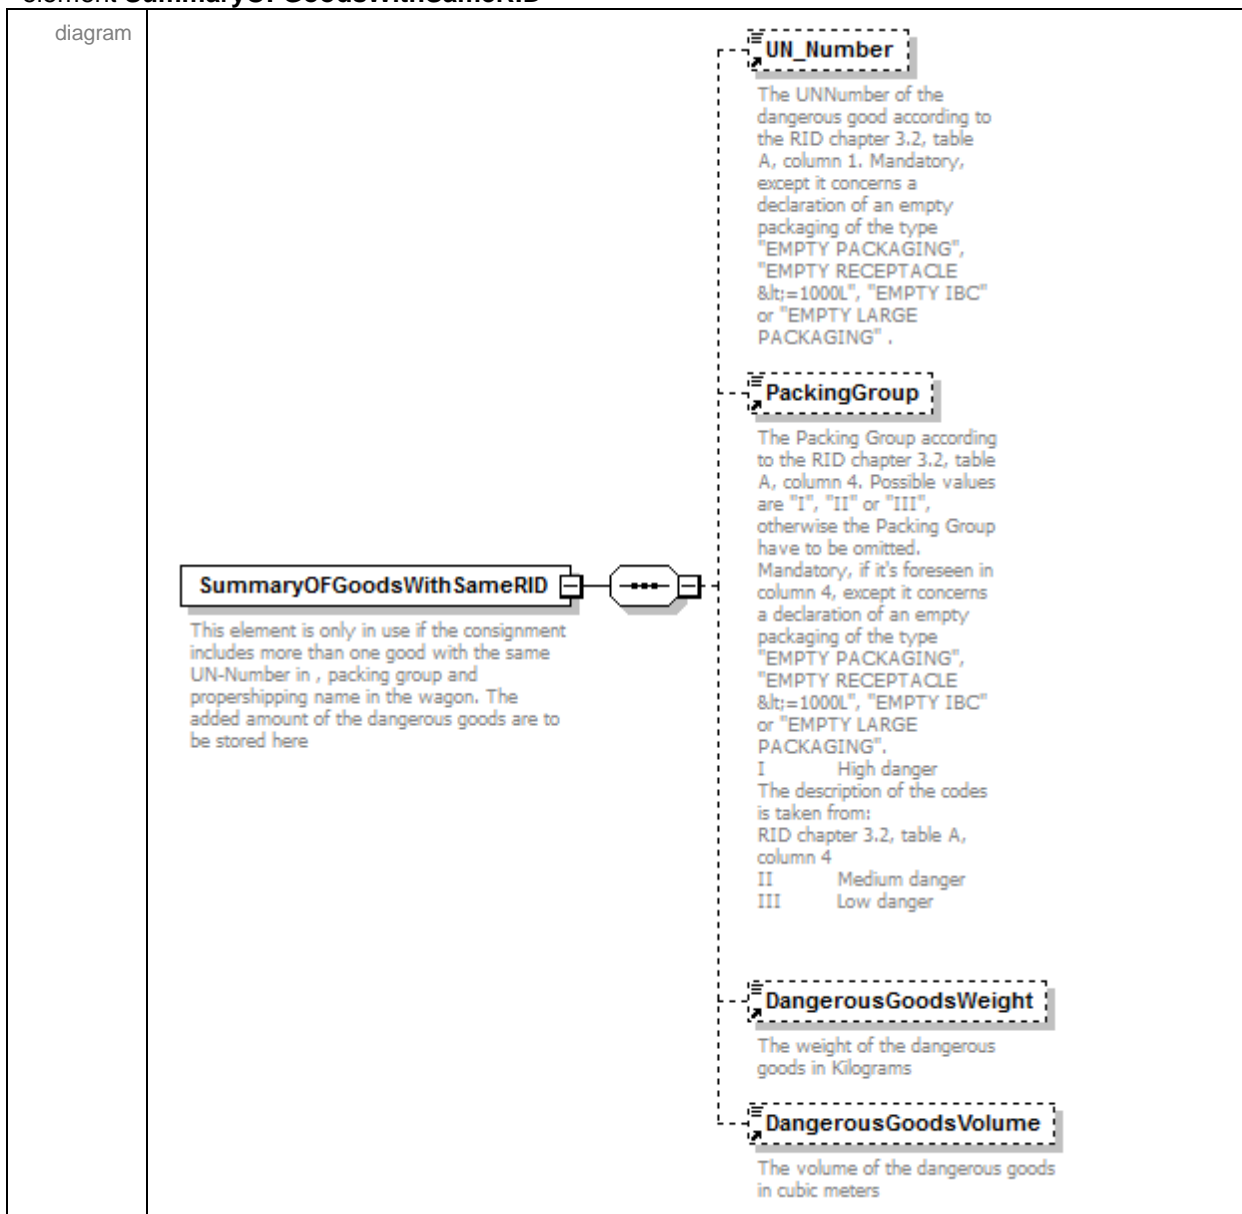 element SummaryOFGoodsWithSameRID
diagram
UN_Number
The UNNumber of the
dangerous good according to
the RID chapter 3.2, table
A, column 1. Mandatory,
except it concerns a
declaration of an empty
packaging of the type
"EMPTY PACKAGING",
"EMPTY RECEPTACLE
&lt;=1000L", "EMPTY IBC"
or "EMPTY LARGE
PACKAGING" .
PackingGroup
The Packing Group according
to the RID chapter 3.2, table
A, column 4. Possible values
are "I", "II" or "III",
otherwise the Packing Group
have to be omitted.
Mandatory, if it's foreseen in
column 4, except it concerns
a declaration of an empty
packaging of the type
"EMPTY PACKAGING",
"EMPTY RECEPTACLE
&lt;=1000L", "EMPTY IBC"
or "EMPTY LARGE
PACKAGING".
I High danger
The description of the codes
is taken from:
RID chapter 3.2, table A,
column 4
II Medium danger
III Low danger
SummaryOFGoodsWithSameRID
This element is only in use if the consignment
includes more than one good with the same
UN-Number in , packing group and
propershipping name in the wagon. The
added amount of the dangerous goods are to
be stored here
DangerousGoodsWeight
The weight of the dangerous
goods in Kilograms
DangerousGoodsVolume
The volume of the dangerous goods
in cubic meters